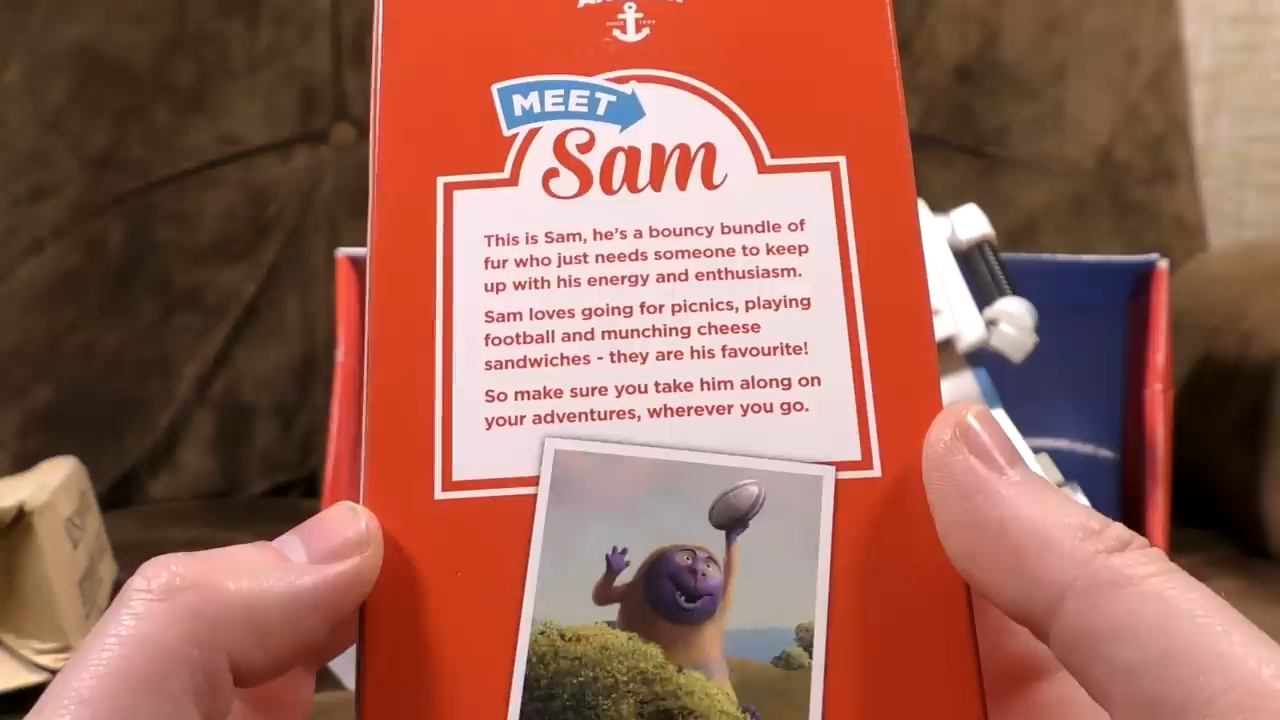 SINCE
MEET
Sam
This is Sam, he's a bouncy bundle of
fur who just needs someone to keep
up with his energy and enthusiasm.
Sam loves going for picnics, playing
football and munching cheese
sandwiches - they are his favourite!
So make sure you take him along on
your adventures, wherever you go.